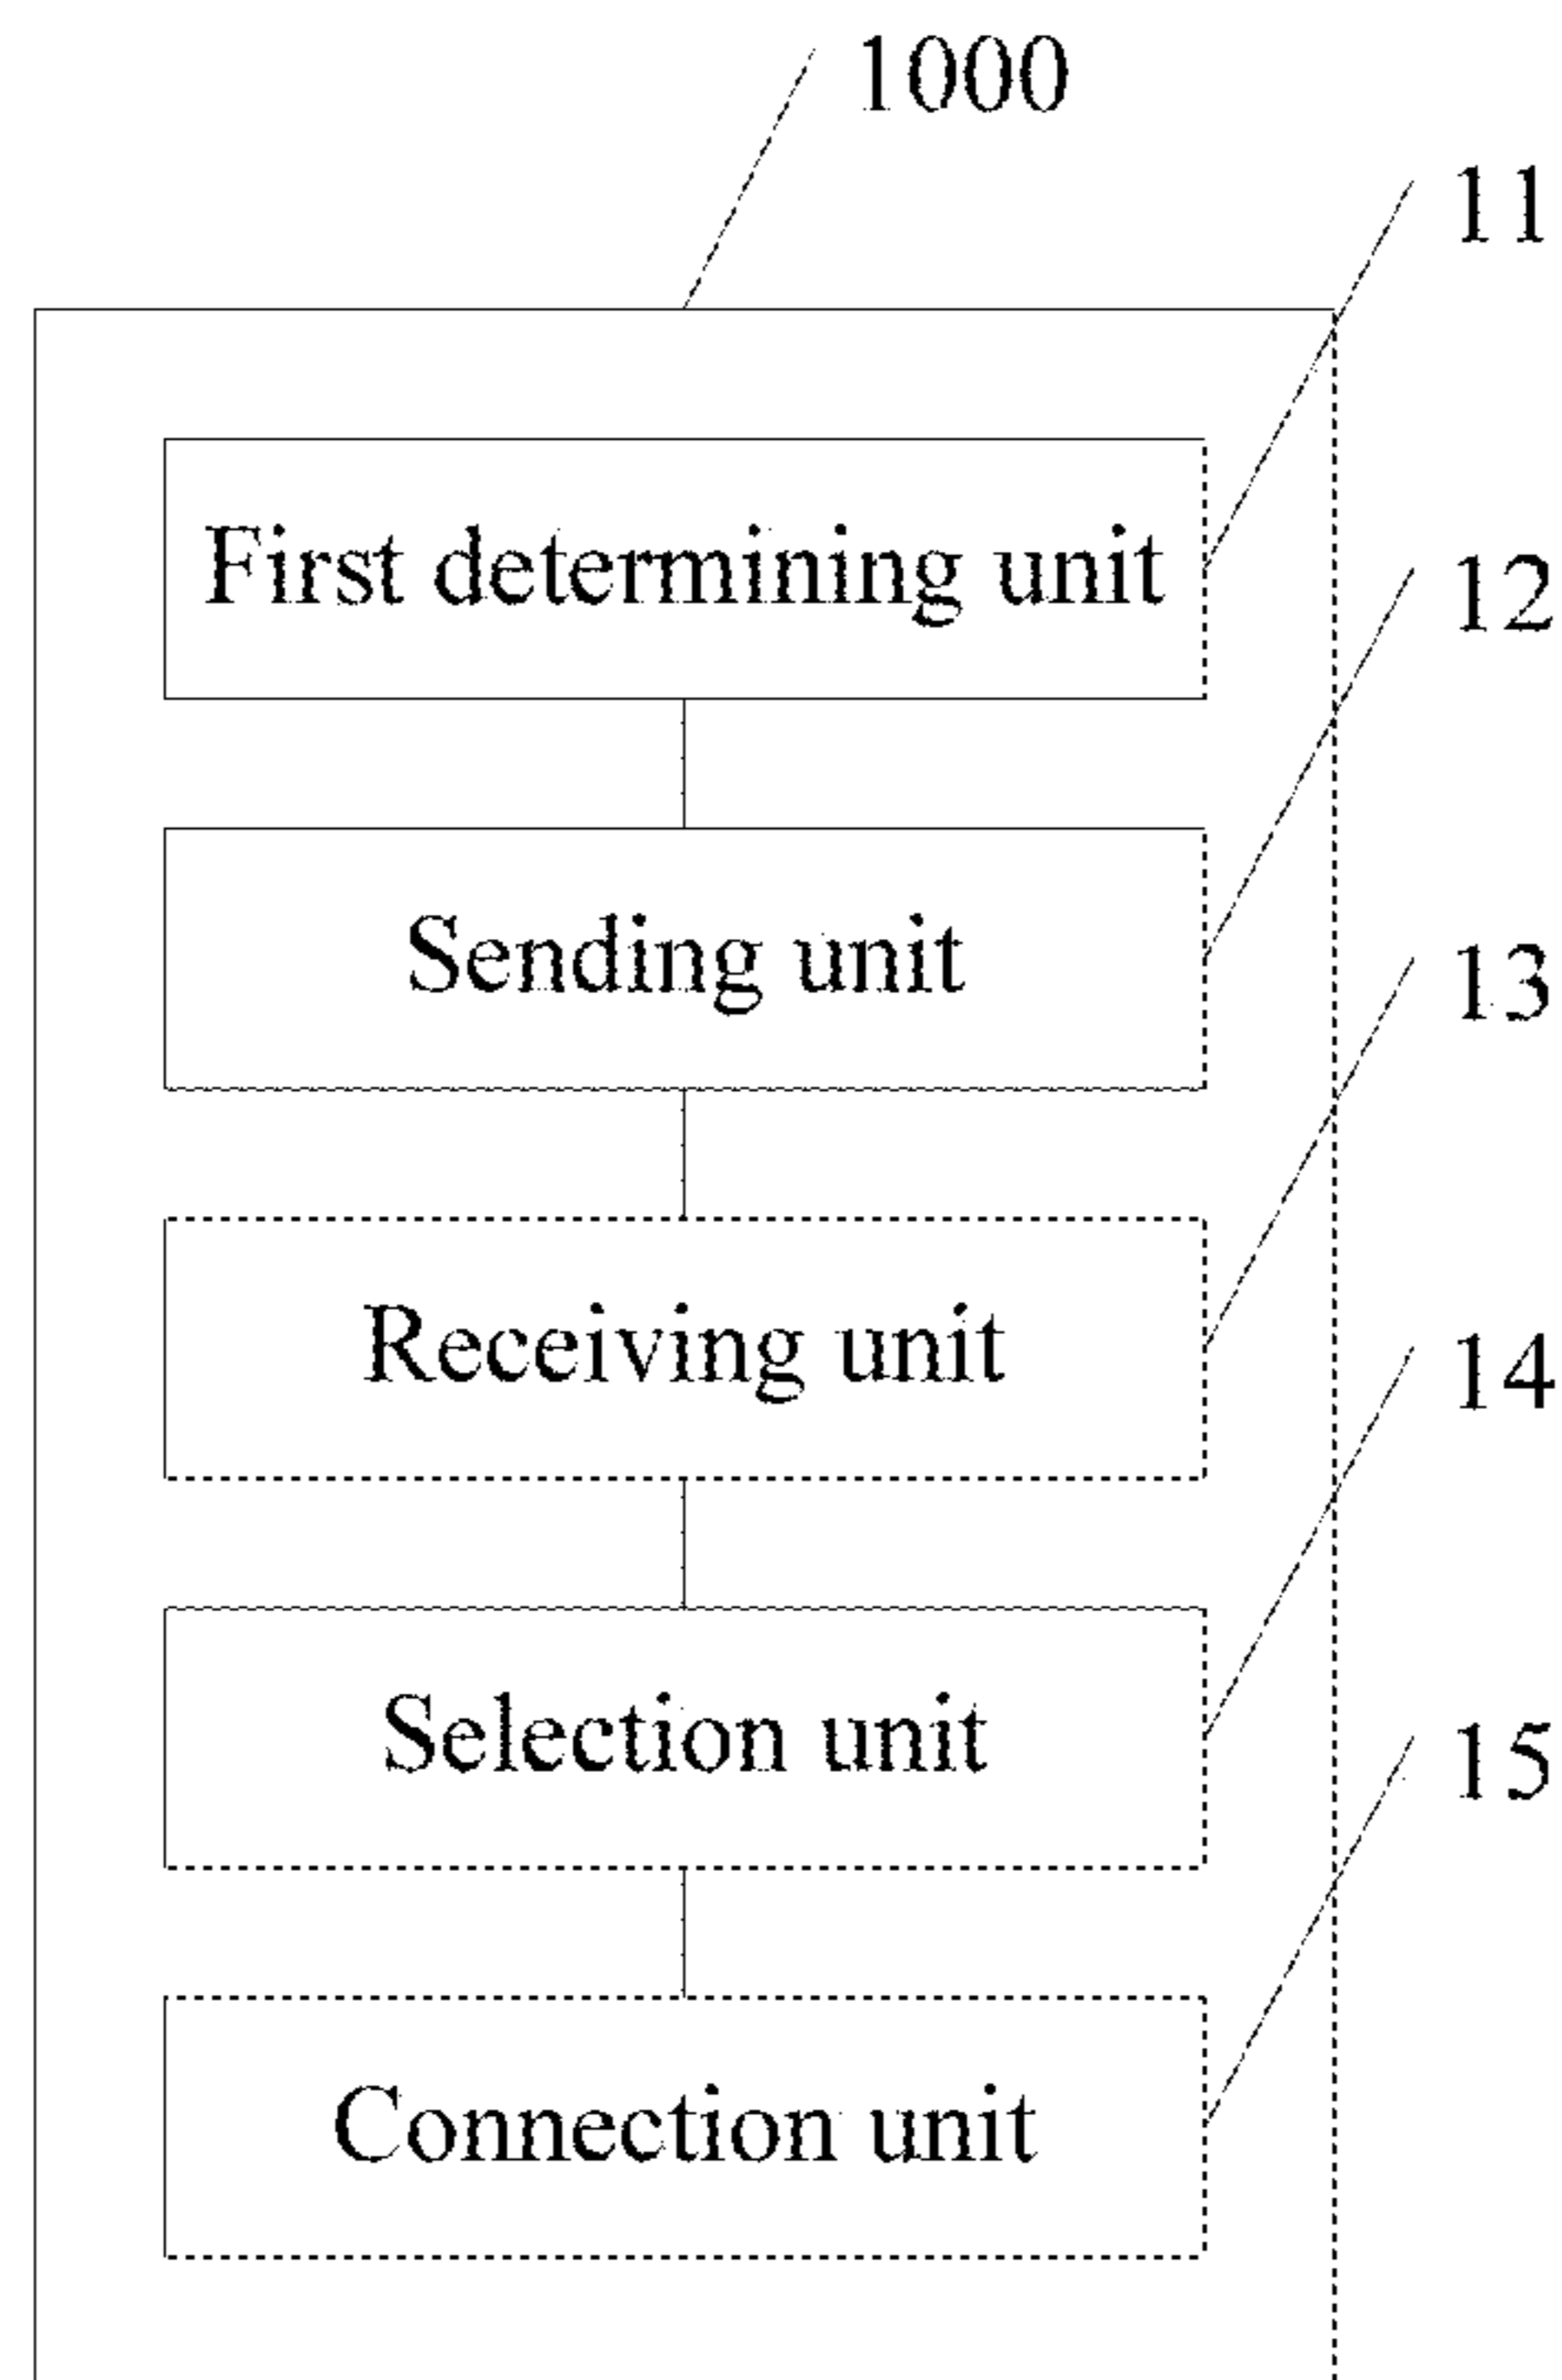 1000
11
First determining unit
12
Sending unit
13
Receiving unit
14
Selection unit
15
Connection unit